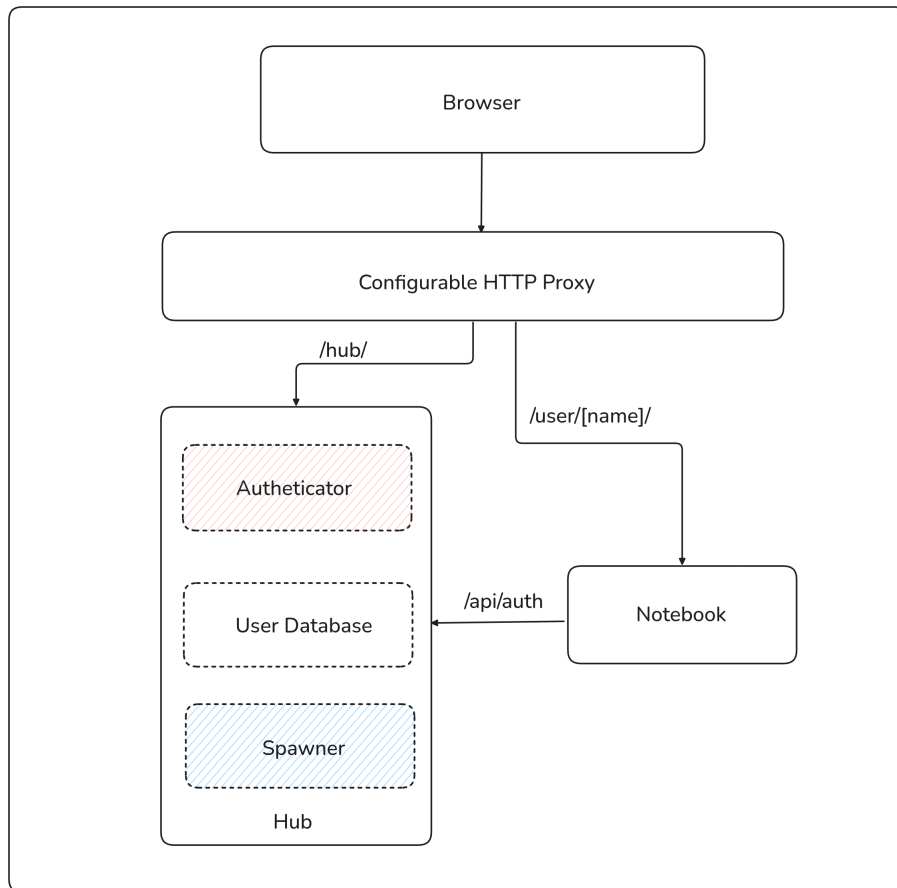 Browser
Configurable HTTP Proxy
/hub/
/user/[name]/
Autheticator
/api/auth
User Database
Notebook
Spawner
Hub